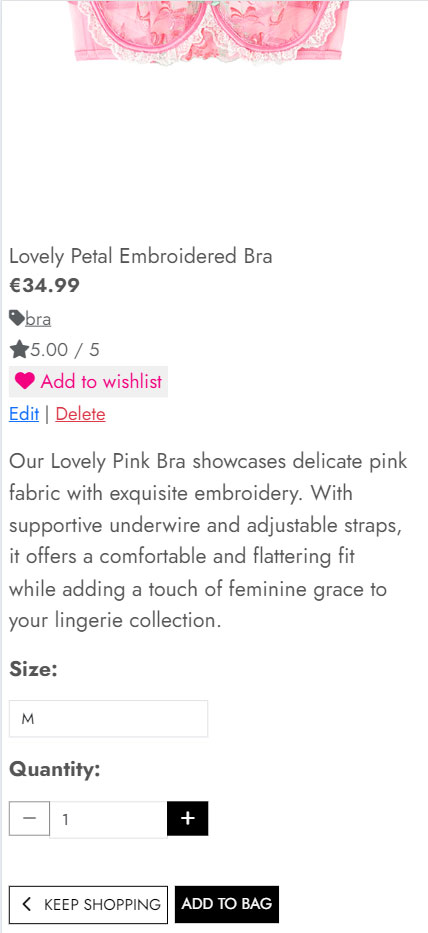 Lovely Petal Embroidered Bra
€34.99
bra
5.00 / 5
Add to wishlist
Edit | Delete
Our Lovely Pink Bra showcases delicate pink
fabric with exquisite embroidery. With
supportive underwire and adjustable straps,
it offers a comfortable and flattering fit
while adding a touch of feminine grace to
your lingerie collection.
Size:
M
Quantity:
− 1 +
KEEP SHOPPING ADD TO BAG